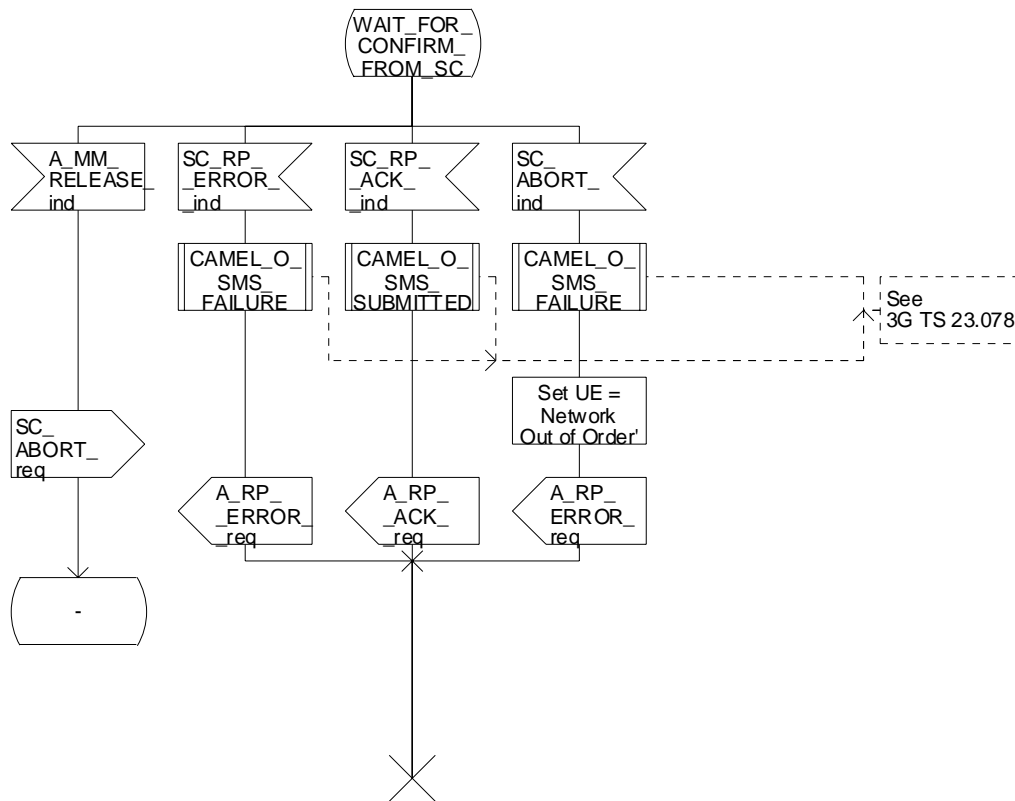 WAIT_FOR_
CONFIRM_
FROM_SC
A_MM_
RELEASE_
ind
SC_RP_
_ERROR_
_ind
SC_RP_
_ACK_
_ind
SC_
ABORT_
ind
CAMEL_O_
SMS_
FAILURE
CAMEL_O_
SMS_
SUBMITTED
CAMEL_O_
SMS_
FAILURE
See
3G TS 23.078
Set UE =
Network
Out of Order'
SC_
ABORT_
req
A_RP_
_ERROR_
_req
A_RP_
_ACK_
_req
A_RP_
ERROR_
req
-